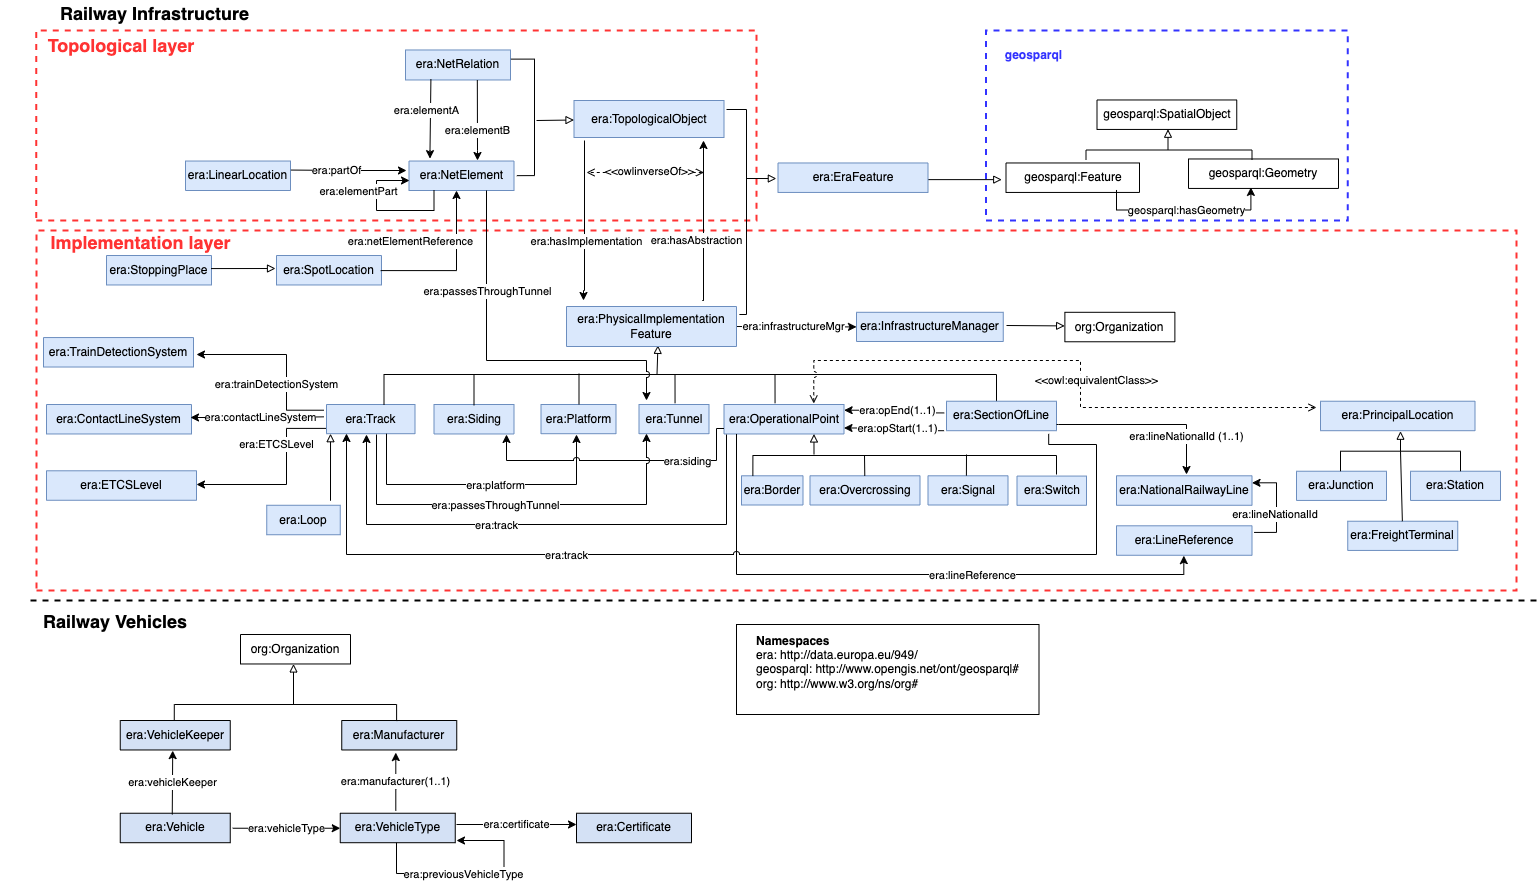 Railway Infrastructure
Topological layer
era:NetRelation
geosparql
era:elementA
era:elementB
era:TopologicalObject
geosparql:SpatialObject
era:LinearLocation
era:partOf
era:NetElement
era:elementPart
<<owlinverseOf>>
era:EraFeature
geosparql:Feature
geosparql:Geometry
geosparql:hasGeometry
Implementation layer
era:netElementReference
era:hasImplementation
era:hasAbstraction
era:StoppingPlace
era:SpotLocation
era:passesThroughTunnel
era:PhysicalImplementation
Feature
era:infrastructureMgr
era:InfrastructureManager
org:Organization
era:TrainDetectionSystem
era:trainDetectionSystem
<<owl:equivalentClass>>
era:ContactLineSystem
era:contactLineSystem
era:Track
era:Siding
era:Platform
era:Tunnel
era:OperationalPoint
era:opEnd(1..1)
era:opStart(1..1)
era:SectionOfLine
era:PrincipalLocation
era:ETCSLevel
era:lineNationalId (1..1)
era:siding
era:ETCSLevel
era:platform
era:Border
era:Overcrossing
era:Signal
era:Switch
era:NationalRailwayLine
era:Junction
era:Station
era:passesThroughTunnel
era:Loop
era:track
era:lineNationalId
era:LineReference
era:FreightTerminal
era:track
era:lineReference
Railway Vehicles
org:Organization
Namespaces
era: http://data.europa.eu/949/
geosparql: http://www.opengis.net/ont/geosparql#
org: http://www.w3.org/ns/org#
era:VehicleKeeper
era:Manufacturer
era:vehicleKeeper
era:manufacturer(1..1)
era:Vehicle
era:vehicleType
era:VehicleType
era:certificate
era:Certificate
era:previousVehicleType